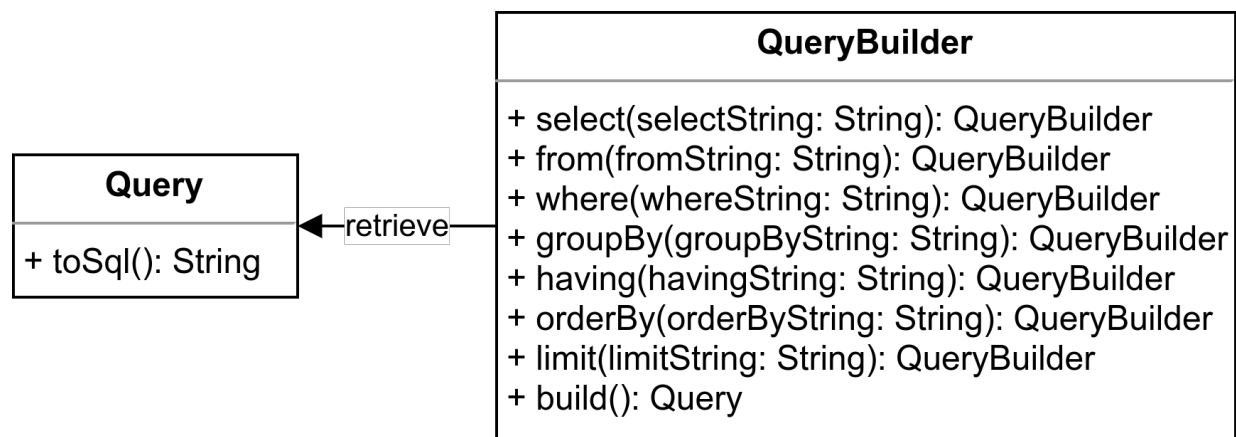 Query
+ toSql(): String
retrieve
QueryBuilder
+ select(selectString: String): QueryBuilder
+ from(fromString: String): QueryBuilder
+ where(whereString: String): QueryBuilder
+ groupBy(groupByString: String): QueryBuilder
+ having(havingString: String): QueryBuilder
+ orderBy(orderByString: String): QueryBuilder
+ limit(limitString: String): QueryBuilder
+ build(): Query